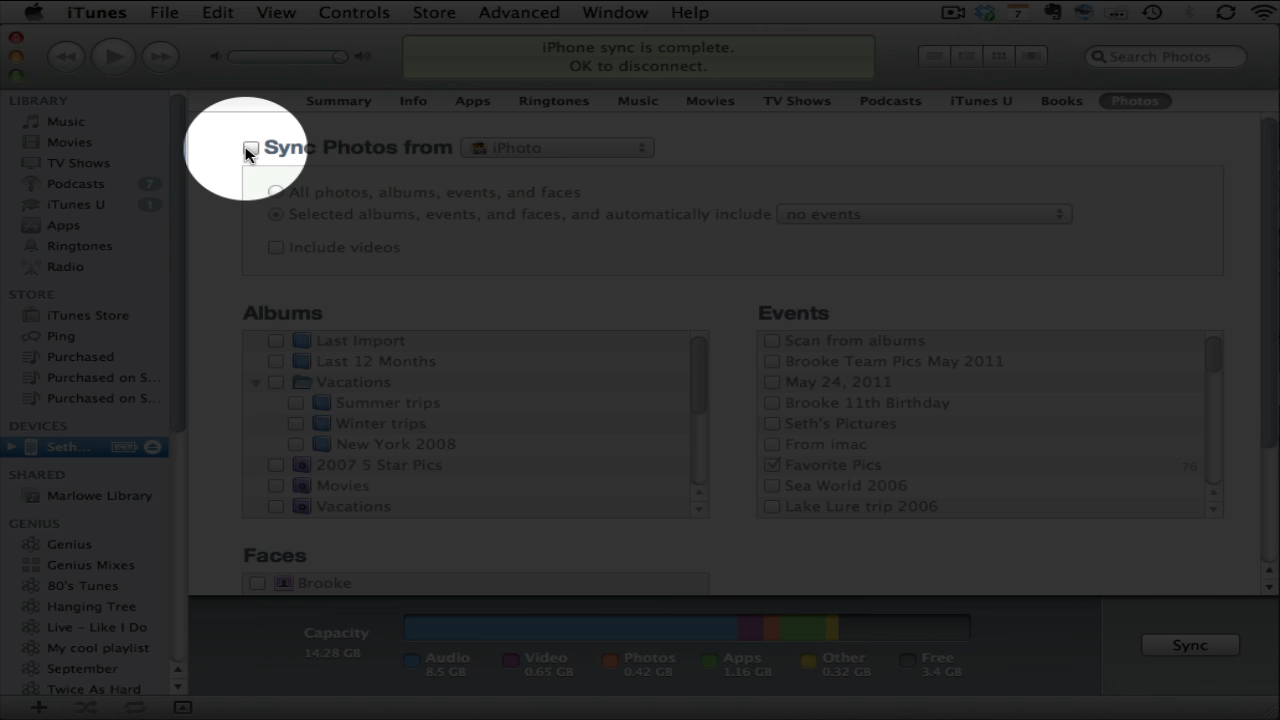 iTunes File Edit View Controls Store Advanced Window Help 7
iPhone sync is complete.
OK to disconnect.
Search Photos
LIBRARY
Music
Movies
TV Shows
Podcasts 7
iTunes U 1
Apps
Ringtones
Radio
STORE
iTunes Store
Ping
Purchased
Purchased on S...
Purchased on S...
DEVICES
Seth...
SHARED
Marlowe Library
GENIUS
Genius
Genius Mixes
80's Tunes
Hanging Tree
Live - Like I Do
My cool playlist
September
Twice As Hard
Summary Info Apps Ringtones Music Movies TV Shows Podcasts iTunes U Books Photos
Sync Photos from iPhoto
All photos, albums, events, and faces
Selected albums, events, and faces, and automatically include no events
Include videos
Albums
Last Import
Last 12 Months
Vacations
Summer trips
Winter trips
New York 2008
2007 5 Star Pics
Movies
Vacations
Events
Scan from albums
Brooke Team Pics May 2011
May 24, 2011
Brooke 11th Birthday
Seth's Pictures
From imac
Favorite Pics 76
Sea World 2006
Lake Lure trip 2006
Faces
Brooke
Capacity
14.28 GB
Audio
8.5 GB
Video
0.65 GB
Photos
0.42 GB
Apps
1.16 GB
Other
0.32 GB
Free
3.4 GB
Sync